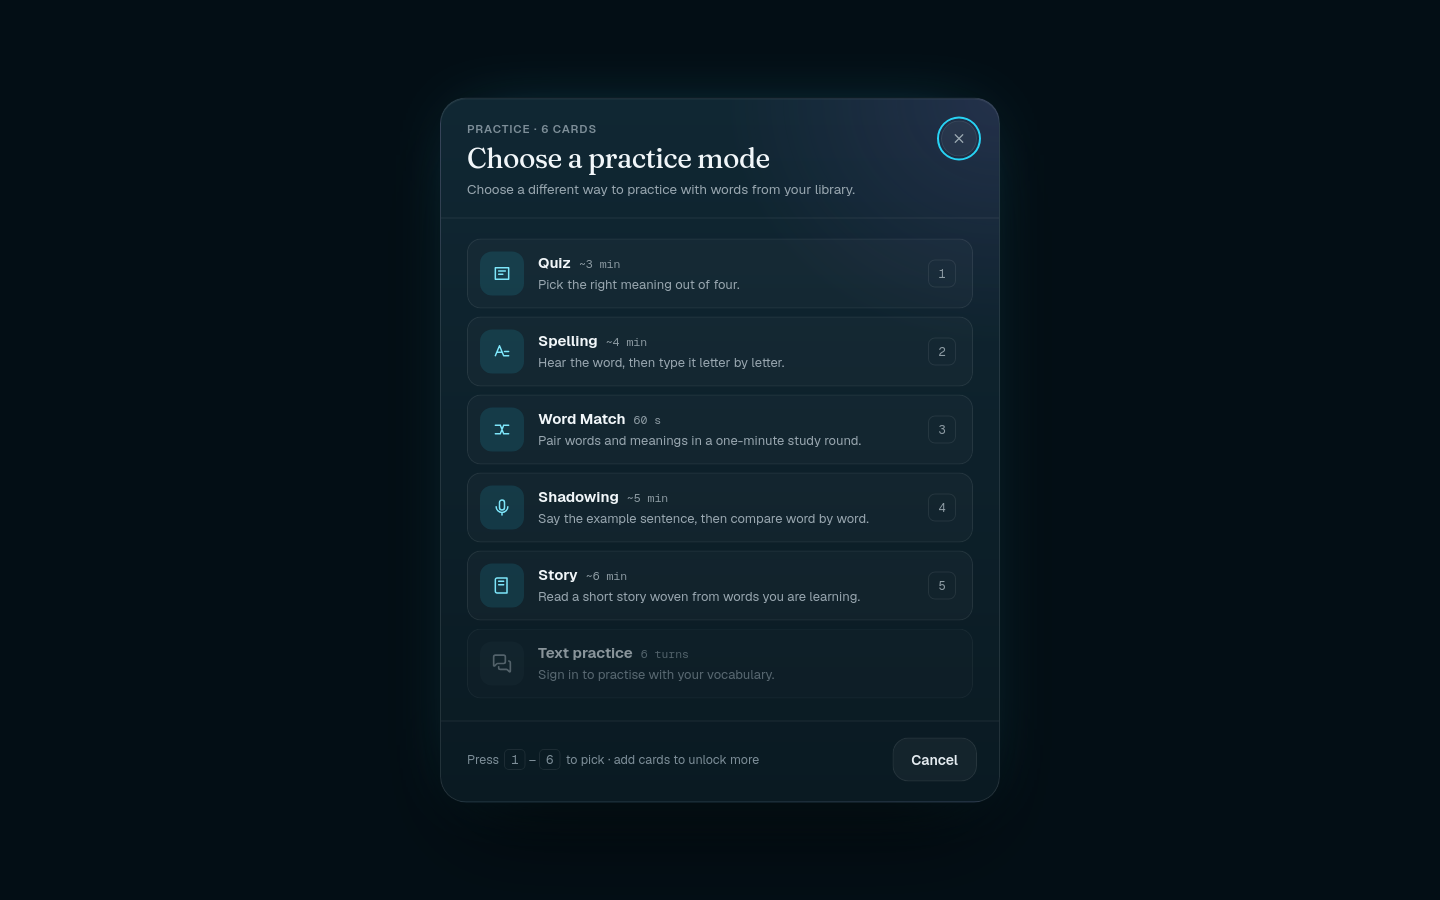 PRACTICE · 6 CARDS
Choose a practice mode
Choose a different way to practice with words from your library.
Quiz ~3 min
Pick the right meaning out of four.
1
Spelling ~4 min
Hear the word, then type it letter by letter.
2
Word Match 60 s
Pair words and meanings in a one-minute study round.
3
Shadowing ~5 min
Say the example sentence, then compare word by word.
4
Story ~6 min
Read a short story woven from words you are learning.
5
Text practice 6 turns
Sign in to practise with your vocabulary.
Press 1 – 6 to pick · add cards to unlock more
Cancel